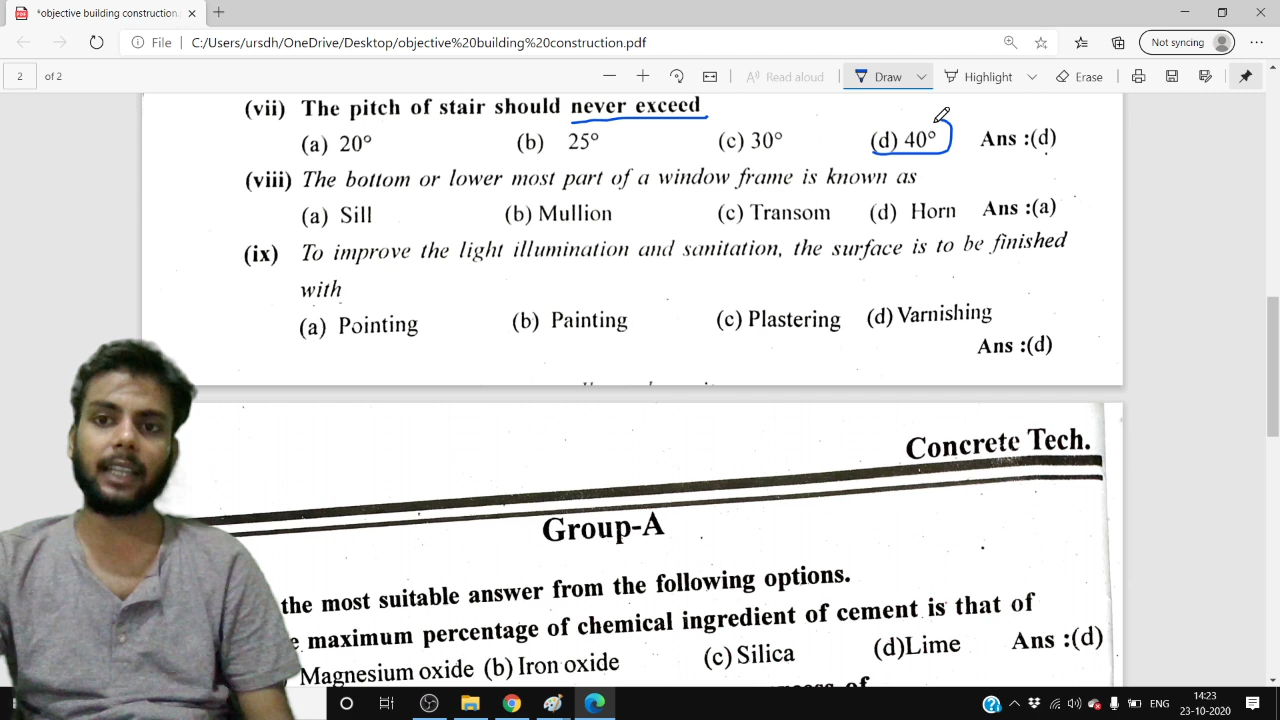 *objective building construction.
File
C:/Users/ursdh/OneDrive/Desktop/objective%20building%20construction.pdf
Not syncing
2 of 2
Read aloud
Draw
Highlight
Erase
(vii) The pitch of stair should never exceed
(a) 20° (b) 25° (c) 30° (d) 40° Ans :(d)
(viii) The bottom or lower most part of a window frame is known as
(a) Sill (b) Mullion (c) Transom (d) Horn Ans :(a)
(ix) To improve the light illumination and sanitation, the surface is to be finished
with
(a) Pointing (b) Painting (c) Plastering (d) Varnishing
Ans :(d)
Concrete Tech.
Group-A
the most suitable answer from the following options.
maximum percentage of chemical ingredient of cement is that of
Magnesium oxide (b) Iron oxide (c) Silica (d)Lime Ans :(d)
of
ENG
14:23
23-10-2020